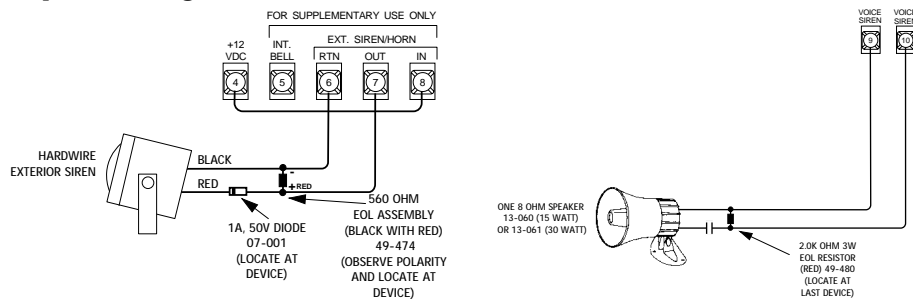 FOR SUPPLEMENTARY USE ONLY
+12 VDC
INT. BELL
EXT. SIREN/HORN
RTN
OUT
IN
4
5
6
7
8
HARDWIRE
EXTERIOR SIREN
BLACK
RED
-
+RED
1A, 50V DIODE
07-001
(LOCATE AT
DEVICE)
560 OHM
EOL ASSEMBLY
(BLACK WITH RED)
49-474
(OBSERVE POLARITY
AND LOCATE AT
DEVICE)
VOICE
SIREN
9
VOICE
SIREN
10
ONE 8 OHM SPEAKER
13-060 (15 WATT)
OR 13-061 (30 WATT)
2.0K OHM 3W
EOL RESISTOR
(RED) 49-480
(LOCATE AT
LAST DEVICE)